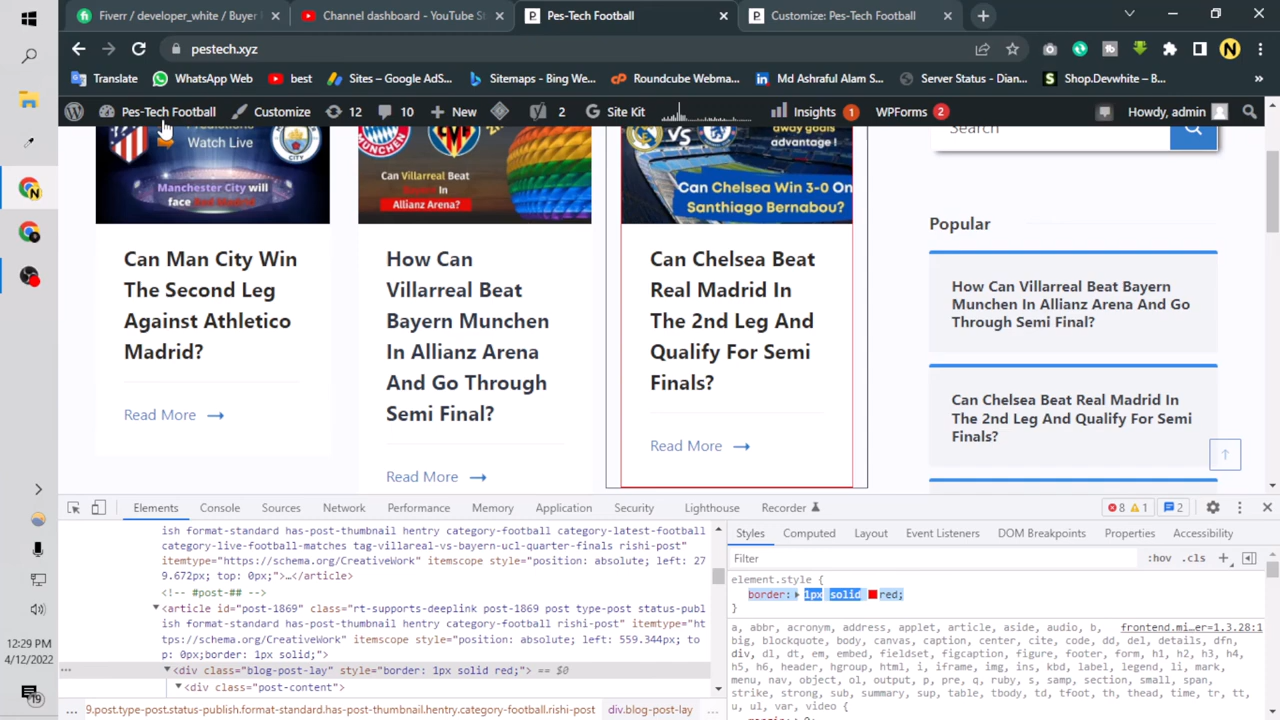 Fiverr / developer_white / Buyer
Channel dashboard - YouTube St
Pes-Tech Football
Customize: Pes-Tech Football
pestech.xyz
N
Translate
WhatsApp Web
best
Sites – Google AdS...
Sitemaps - Bing We...
Roundcube Webma...
Md Ashraful Alam S...
Server Status - Dian...
Shop.Devwhite – B...
»
Pes-Tech Football
Customize
12
10
+ New
2
Site Kit
Insights 1
WPForms 2
Howdy, admin
Watch Live
Manchester City will
face Real Madrid
Can Villarreal Beat
In
Allianz Arena?
VS
away goals
advantage !
Can Chelsea Win 3-0 On
Santhiago Bernabou?
Search
Can Man City Win
The Second Leg
Against Athletico
Madrid?
Read More →
How Can
Villarreal Beat
Bayern Munchen
In Allianz Arena
And Go Through
Semi Final?
Read More →
Can Chelsea Beat
Real Madrid In
The 2nd Leg And
Qualify For Semi
Finals?
Read More →
Popular
How Can Villarreal Beat Bayern
Munchen In Allianz Arena And Go
Through Semi Final?
Can Chelsea Beat Real Madrid In
The 2nd Leg And Qualify For Semi
Finals?
Elements
Console
Sources
Network
Performance
Memory
Application
Security
Lighthouse
Recorder
8
1
2
ish format-standard has-post-thumbnail hentry category-football category-latest-football
category-live-football-matches tag-villareal-vs-bayern-ucl-quarter-finals rishi-post"
itemtype="https://schema.org/CreativeWork" itemscope style="position: absolute; left: 27
9.672px; top: 0px;">…</article>
<!-- #post-## -->
<article id="post-1869" class="rt-supports-deeplink post-1869 post type-post status-publ
ish format-standard has-post-thumbnail hentry category-football rishi-post" itemtype="ht
tps://schema.org/CreativeWork" itemscope style="position: absolute; left: 559.344px; to
p: 0px;border: 1px solid;">
<div class="blog-post-lay" style="border: 1px solid red;"> == $0
<div class="post-content">
9.post.type-post.status-publish.format-standard.has-post-thumbnail.hentry.category-football.rishi-post
div.blog-post-lay
Styles
Computed
Layout
Event Listeners
DOM Breakpoints
Properties
Accessibility
Filter
:hov .cls +
element.style {
border: 1px solid red;
}
a, abbr, acronym, address, applet, article, aside, audio, b,
frontend.mi…er=1.3.28:1
big, blockquote, body, canvas, caption, center, cite, code, dd, del, details, dfn,
div, dl, dt, em, embed, fieldset, figcaption, figure, footer, form, h1, h2, h3, h4,
h5, h6, header, hgroup, html, i, iframe, img, ins, kbd, label, legend, li, mark,
menu, nav, object, ol, output, p, pre, q, ruby, s, samp, section, small, span,
strike, strong, sub, summary, sup, table, tbody, td, tfoot, th, thead, time, tr, tt,
u, ul, var, video {
12:29 PM
4/12/2022
19